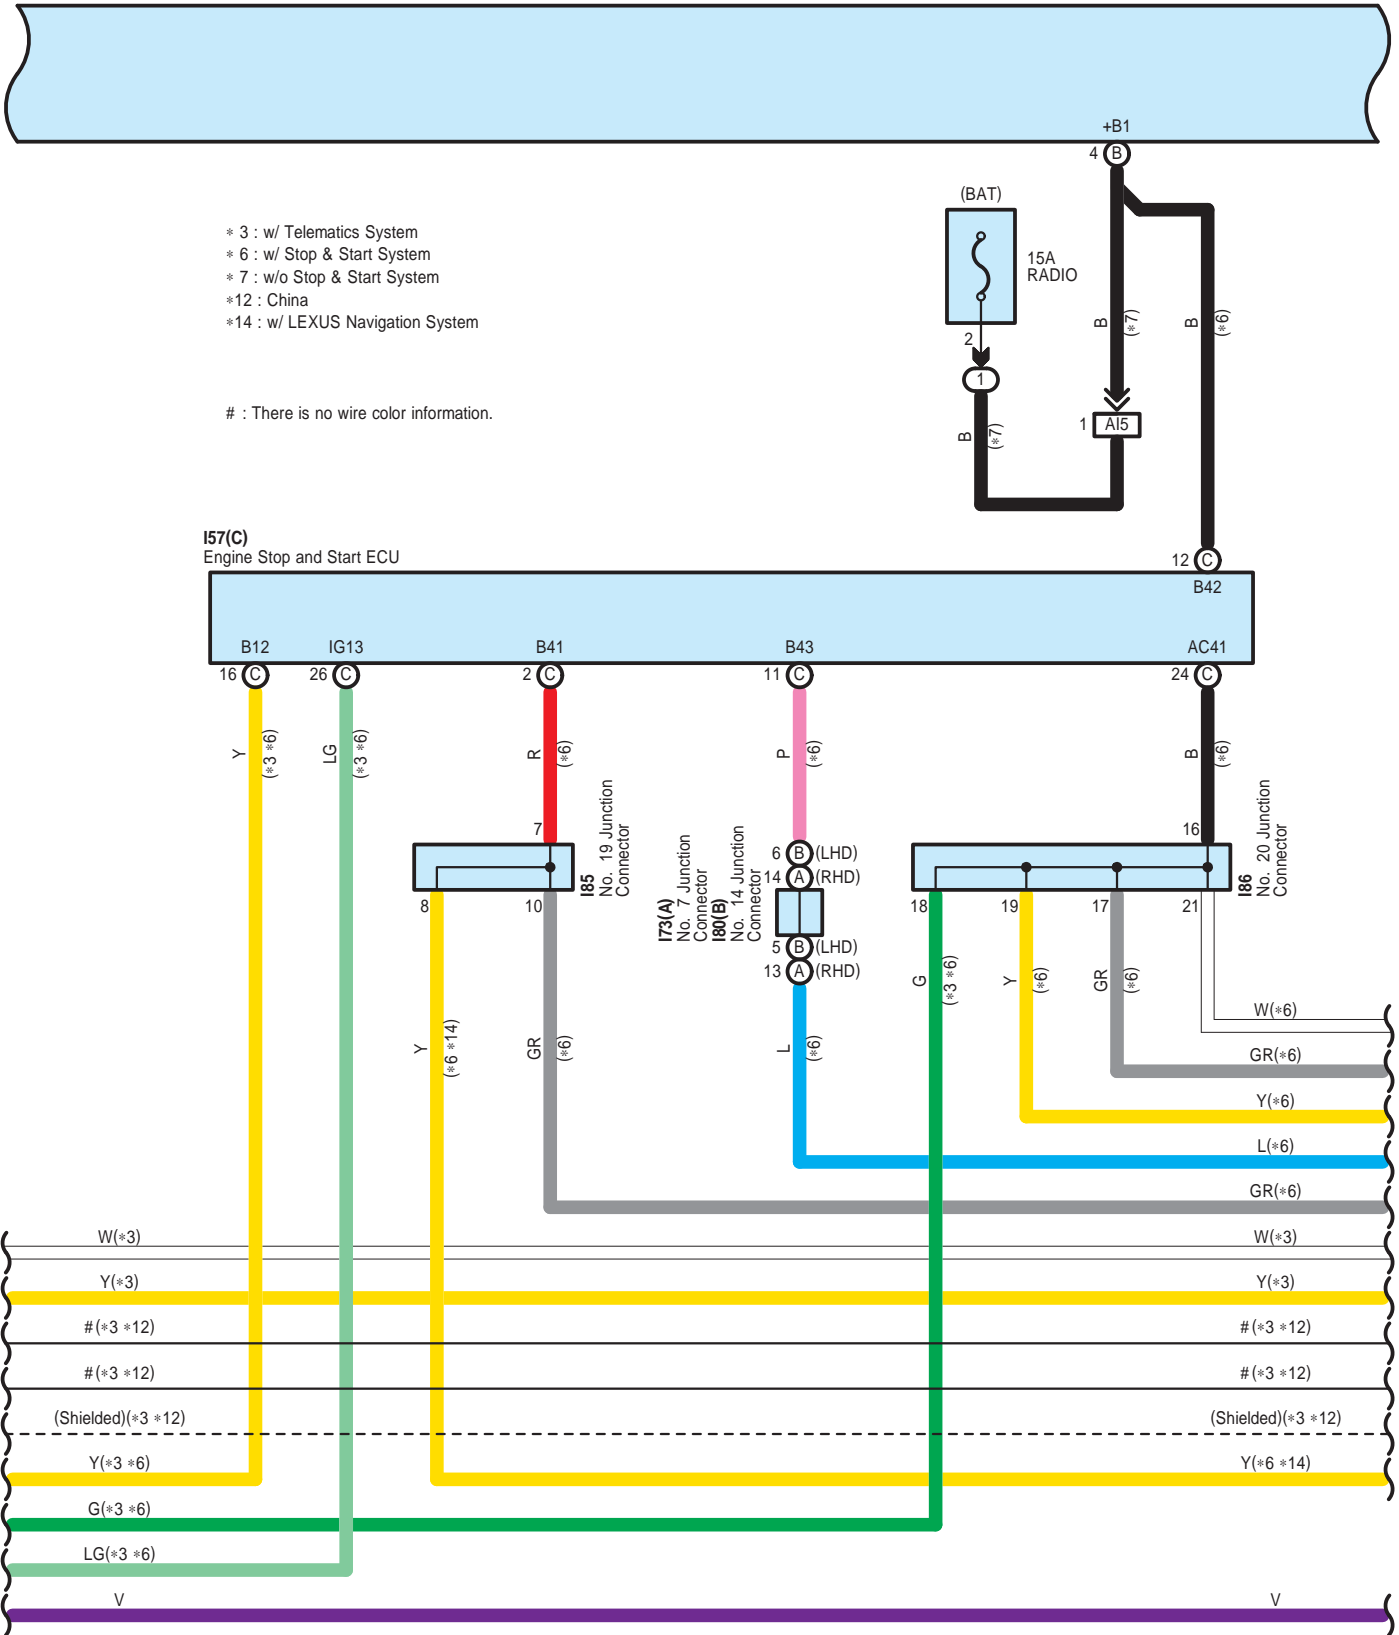 +B1
4 B
(BAT)
15A
RADIO
2
1
B
(*7)
B
(*7)
B
(*6)
1 AI5
* 3 : w/ Telematics System
* 6 : w/ Stop & Start System
* 7 : w/o Stop & Start System
*12 : China
*14 : w/ LEXUS Navigation System
# : There is no wire color information.
I57(C)
Engine Stop and Start ECU
12 C
B42
B12
IG13
B41
B43
AC41
16 C
26 C
2 C
11 C
24 C
Y
(*3 *6)
LG
(*3 *6)
R
(*6)
P
(*6)
B
(*6)
7
I85
No. 19 Junction
Connector
8
10
I73(A)
No. 7 Junction
Connector
I80(B)
No. 14 Junction
Connector
6 B (LHD)
14 A (RHD)
5 B (LHD)
13 A (RHD)
16
I86
No. 20 Junction
Connector
18
19
17
21
Y
(*6 *14)
GR
(*6)
L
(*6)
G
(*3 *6)
Y
(*6)
GR
(*6)
W(*6)
GR(*6)
Y(*6)
L(*6)
GR(*6)
W(*3)
W(*3)
Y(*3)
Y(*3)
#(*3 *12)
#(*3 *12)
#(*3 *12)
#(*3 *12)
(Shielded)(*3 *12)
(Shielded)(*3 *12)
Y(*3 *6)
Y(*6 *14)
G(*3 *6)
LG(*3 *6)
V
V